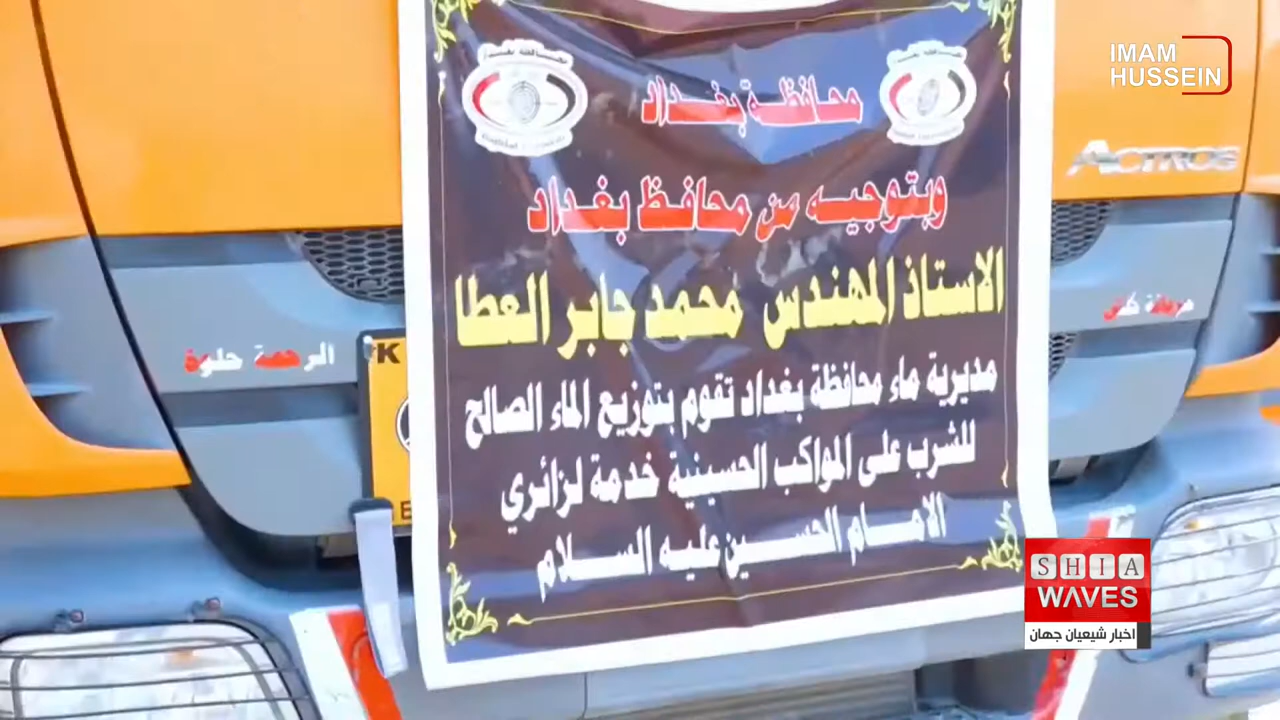 IMAM
HUSSEIN
محافظة بغداد
ACTROS
وبتوجيه من محافظ بغداد
الاستاذ المهندس محمد جابر العطا
الرحمة حلوة
K
مديرية ماء محافظة بغداد تقوم بتوزيع الماء الصالح
للشرب على المواكب الحسينية خدمة لزائري
الامام الحسين عليه السلام
SHIA
WAVES
اخبار شیعیان جهان